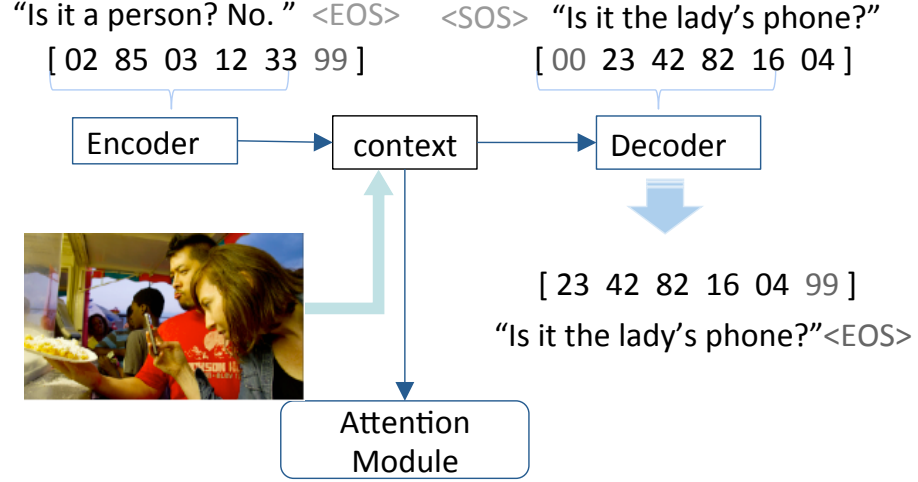 “Is it a person? No. ” <EOS> <SOS> “Is it the lady’s phone?”
[ 02 85 03 12 33 99 ] [ 00 23 42 82 16 04 ]
Encoder context Decoder
[ 23 42 82 16 04 99 ]
“Is it the lady’s phone?”<EOS>
Attention
Module